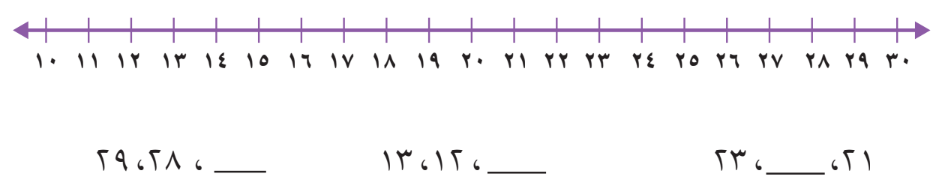 ١٠ ١١ ١٢ ١٣ ١٤ ١٥ ١٦ ١٧ ١٨ ١٩ ٢٠ ٢١ ٢٢ ٢٣ ٢٤ ٢٥ ٢٦ ٢٧ ٢٨ ٢٩ ٣٠
٢١، ____، ٢٣ ____، ١٢، ١٣ ____، ٢٨، ٢٩